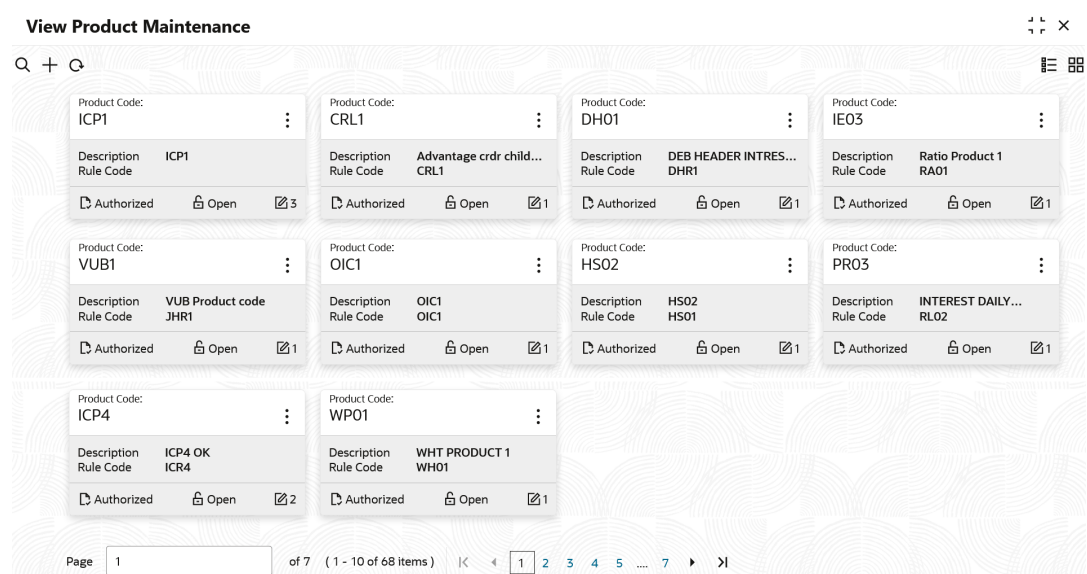 View Product Maintenance
Product Code:
ICP1
Description ICP1
Rule Code
Authorized Open 3
Product Code:
CRL1
Description Advantage crdr child...
Rule Code CRL1
Authorized Open 1
Product Code:
DH01
Description DEB HEADER INTRES...
Rule Code DHR1
Authorized Open 1
Product Code:
IE03
Description Ratio Product 1
Rule Code RA01
Authorized Open 1
Product Code:
VUB1
Description VUB Product code
Rule Code JHR1
Authorized Open 1
Product Code:
OIC1
Description OIC1
Rule Code OIC1
Authorized Open 1
Product Code:
HS02
Description HS02
Rule Code HS01
Authorized Open 1
Product Code:
PR03
Description INTEREST DAILY...
Rule Code RL02
Authorized Open 1
Product Code:
ICP4
Description ICP4 OK
Rule Code ICR4
Authorized Open 2
Product Code:
WP01
Description WHT PRODUCT 1
Rule Code WH01
Authorized Open 1
Page 1 of 7 ( 1 - 10 of 68 items ) 1 2 3 4 5 .... 7